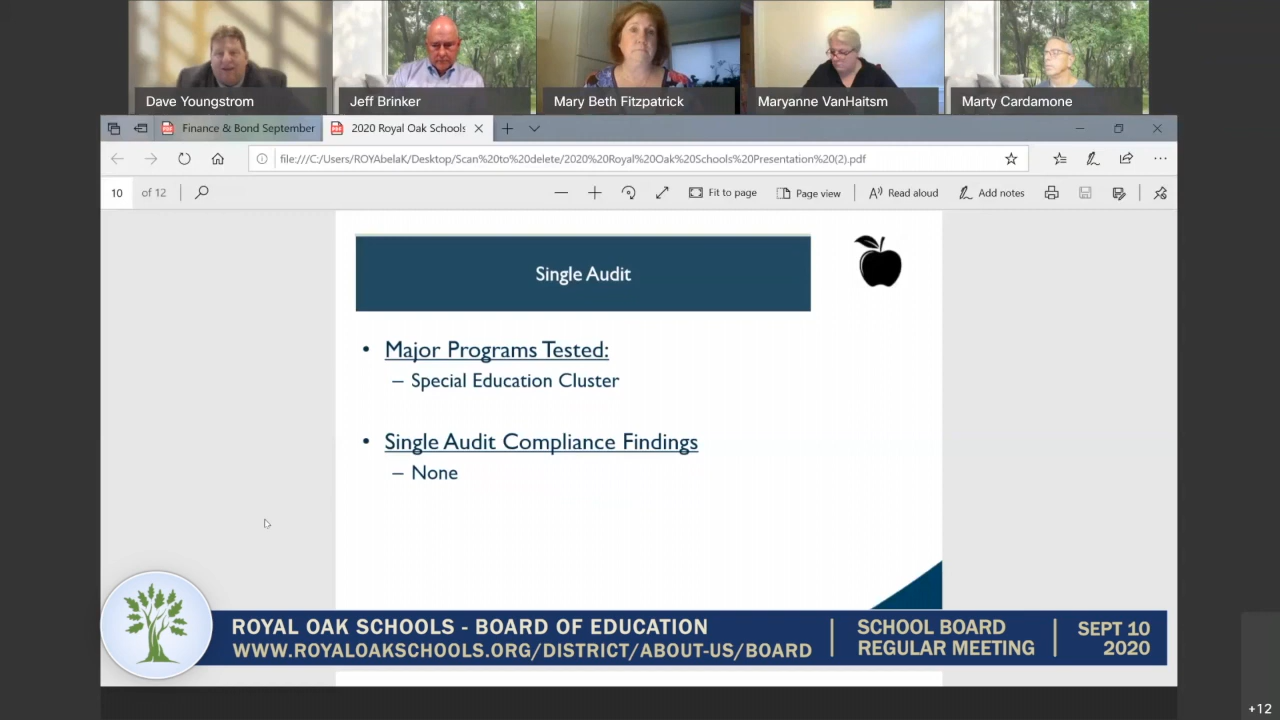 Dave Youngstrom
Jeff Brinker
Mary Beth Fitzpatrick
Maryanne VanHaitsm
Marty Cardamone
Finance & Bond September
2020 Royal Oak Schools
file:///C:/Users/ROYAbelaK/Desktop/Scan%20to%20delete/2020%20Royal%20Oak%20Schools%20Presentation%20(2).pdf
10 of 12
Fit to page
Page view
Read aloud
Add notes
Single Audit
• Major Programs Tested:
– Special Education Cluster
• Single Audit Compliance Findings
– None
ROYAL OAK SCHOOLS - BOARD OF EDUCATION
WWW.ROYALOAKSCHOOLS.ORG/DISTRICT/ABOUT-US/BOARD
SCHOOL BOARD
REGULAR MEETING
SEPT 10
2020
+12